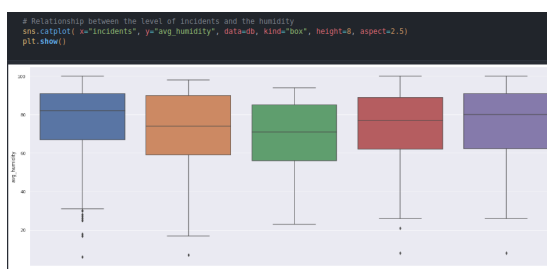 # Relationship between the level of incidents and the humidity
sns.catplot( x="incidents", y="avg_humidity", data=db, kind="box", height=8, aspect=2.5)
plt.show()
100
80
60
avg_humidity
40
20